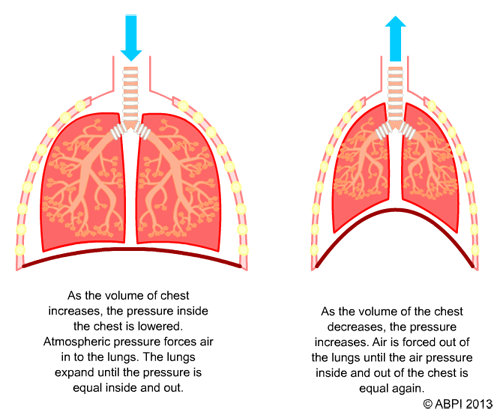 As the volume of chest
increases, the pressure inside
the chest is lowered.
Atmospheric pressure forces air
in to the lungs. The lungs
expand until the pressure is
equal inside and out.
As the volume of the chest
decreases, the pressure
increases. Air is forced out of
the lungs until the air pressure
inside and out of the chest is
equal again.
© ABPI 2013